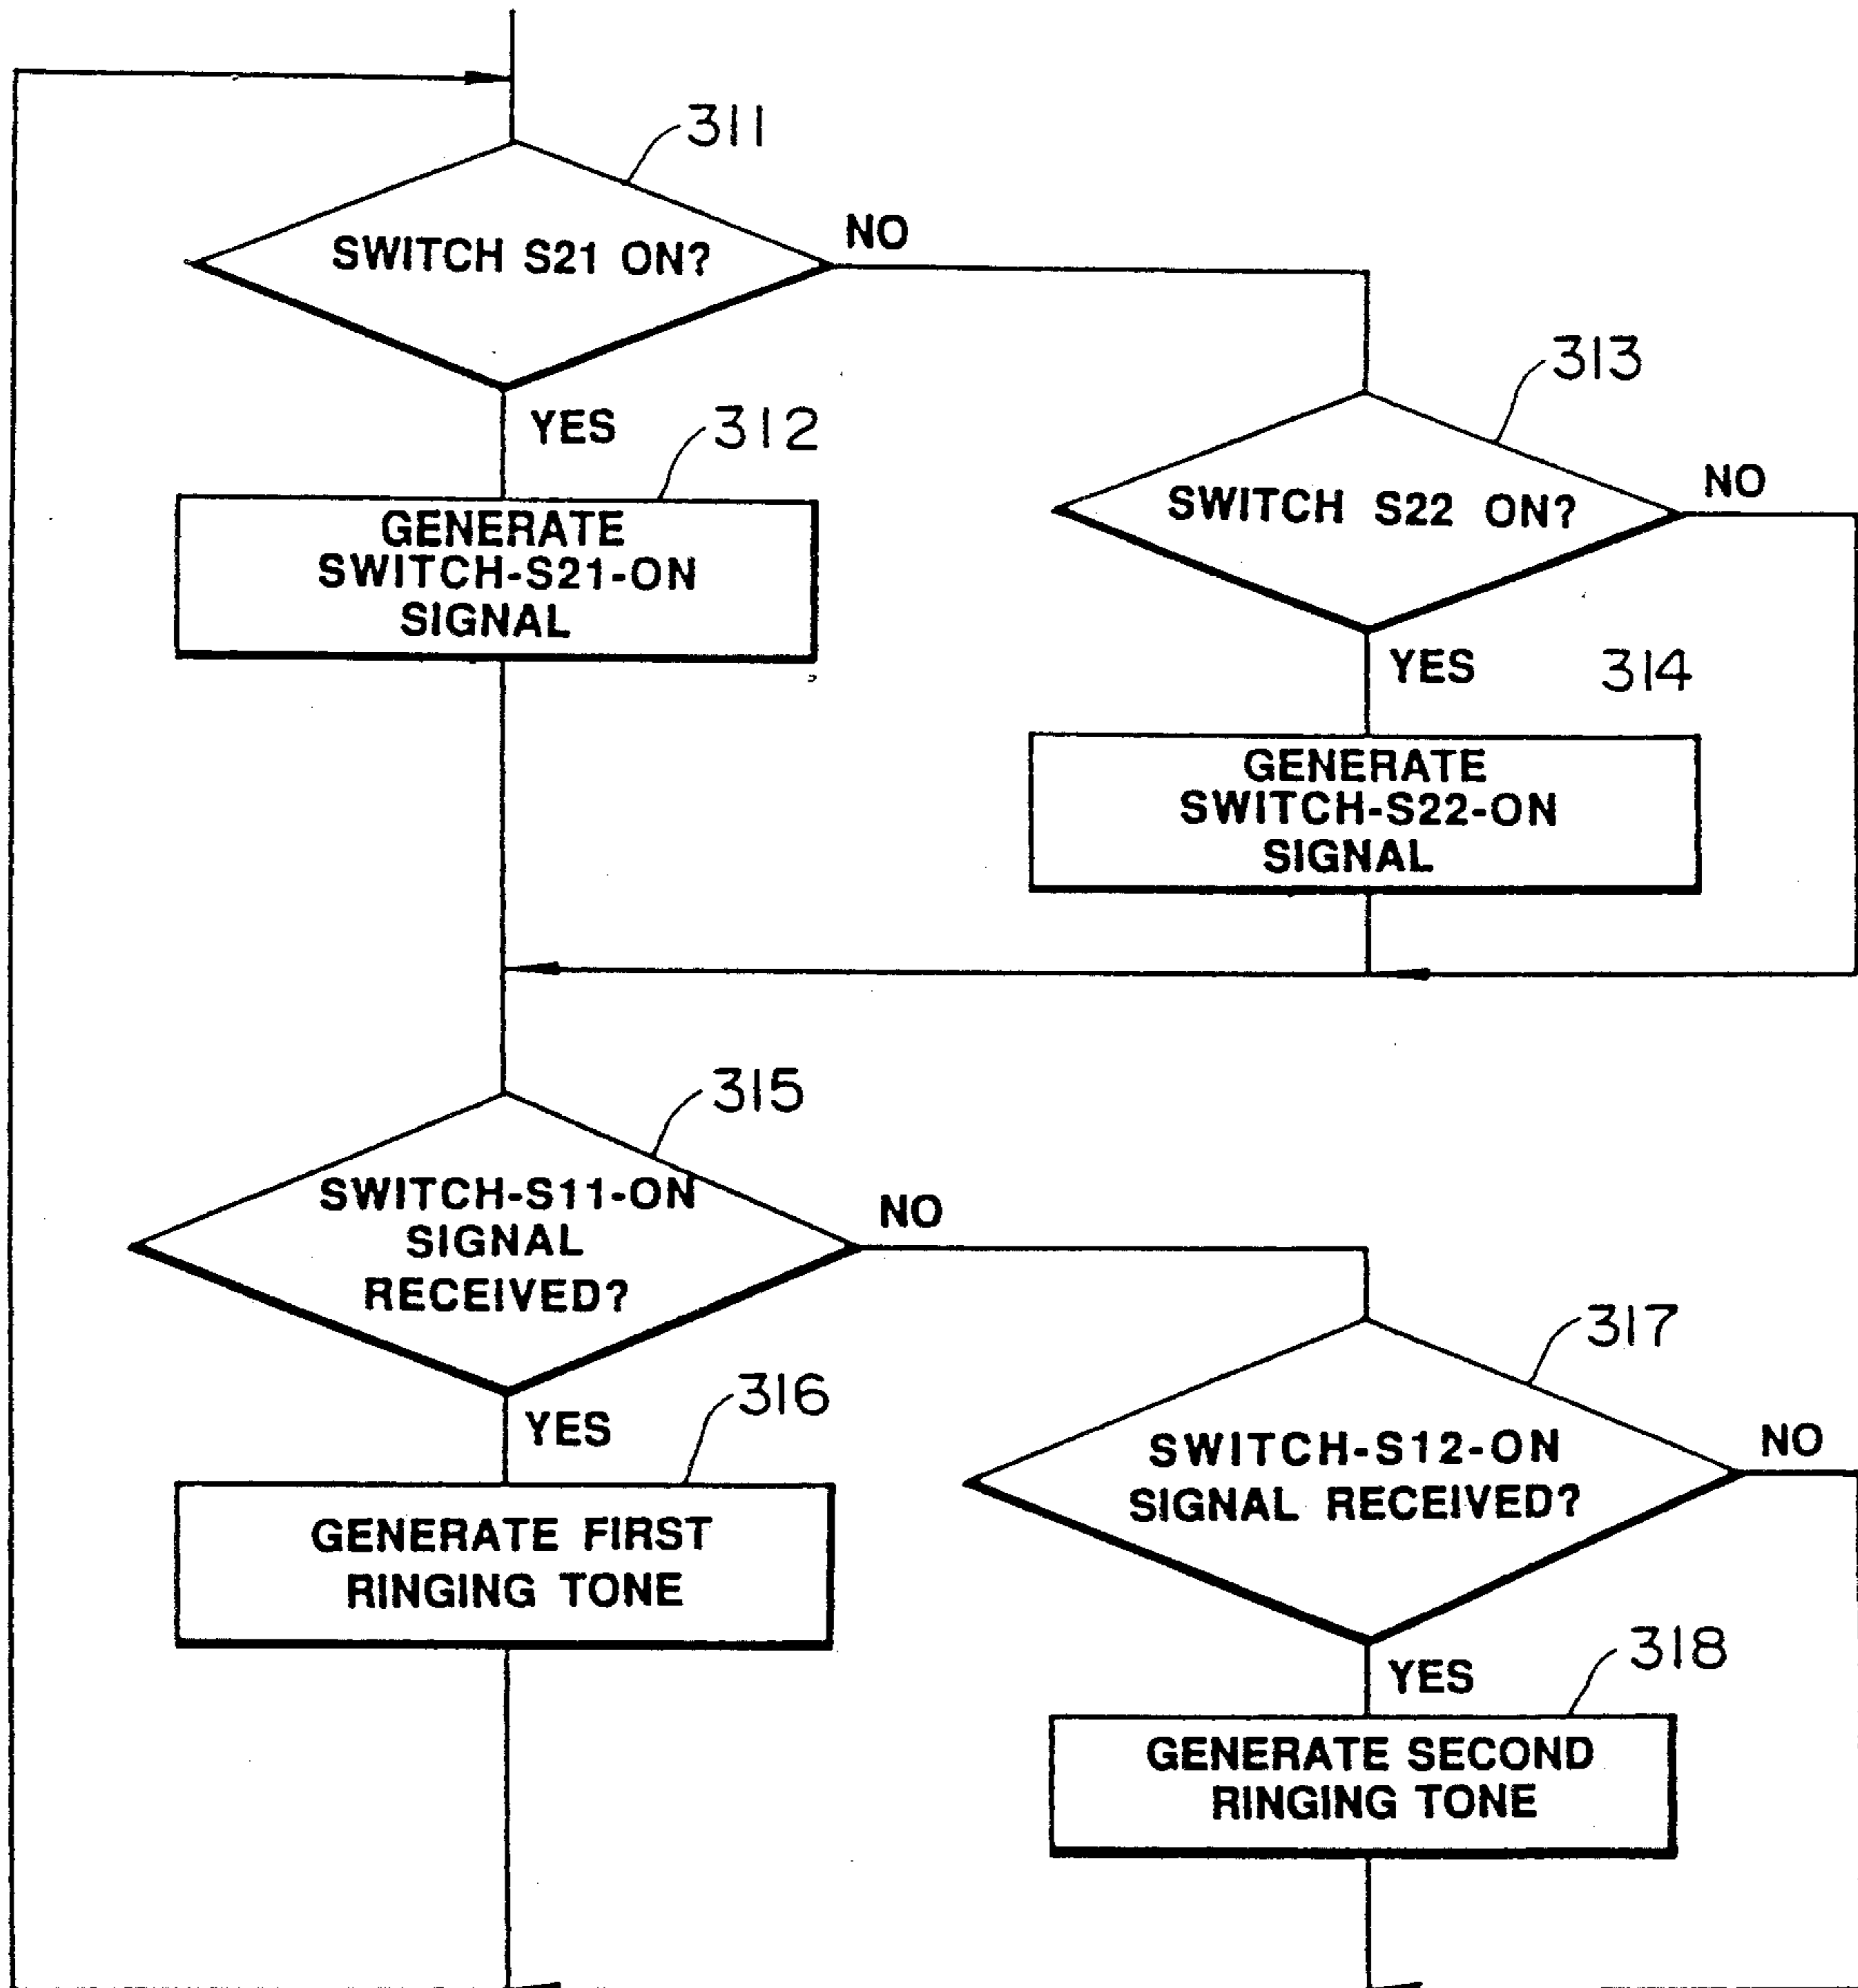 311
SWITCH S21 ON?
NO
YES
312
GENERATE
SWITCH-S21-ON
SIGNAL
313
SWITCH S22 ON?
NO
YES
314
GENERATE
SWITCH-S22-ON
SIGNAL
315
SWITCH-S11-ON
SIGNAL
RECEIVED?
NO
YES
316
GENERATE FIRST
RINGING TONE
317
SWITCH-S12-ON
SIGNAL RECEIVED?
NO
YES
318
GENERATE SECOND
RINGING TONE